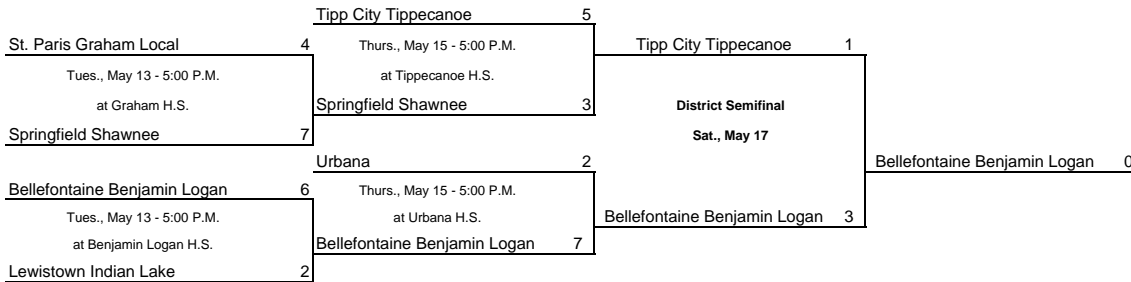 Tipp City Tippecanoe 5
St. Paris Graham Local 4
Thurs., May 15 - 5:00 P.M.
Tipp City Tippecanoe 1
Tues., May 13 - 5:00 P.M.
at Tippecanoe H.S.
at Graham H.S.
Springfield Shawnee 3
District Semifinal
Springfield Shawnee 7
Sat., May 17
Urbana 2
Bellefontaine Benjamin Logan 0
Bellefontaine Benjamin Logan 6
Thurs., May 15 - 5:00 P.M.
Tues., May 13 - 5:00 P.M.
at Urbana H.S.
Bellefontaine Benjamin Logan 3
at Benjamin Logan H.S.
Bellefontaine Benjamin Logan 7
Lewistown Indian Lake 2